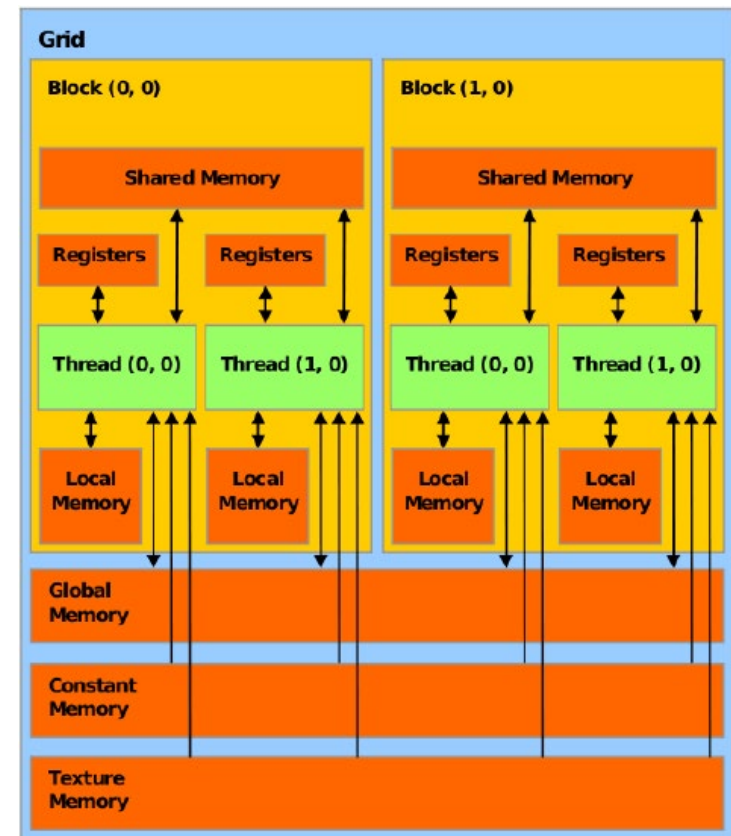 Grid
Block (0, 0)
Shared Memory
Registers
Registers
Thread (0, 0)
Thread (1, 0)
Local
Memory
Local
Memory
Block (1, 0)
Shared Memory
Registers
Registers
Thread (0, 0)
Thread (1, 0)
Local
Memory
Local
Memory
Global
Memory
Constant
Memory
Texture
Memory